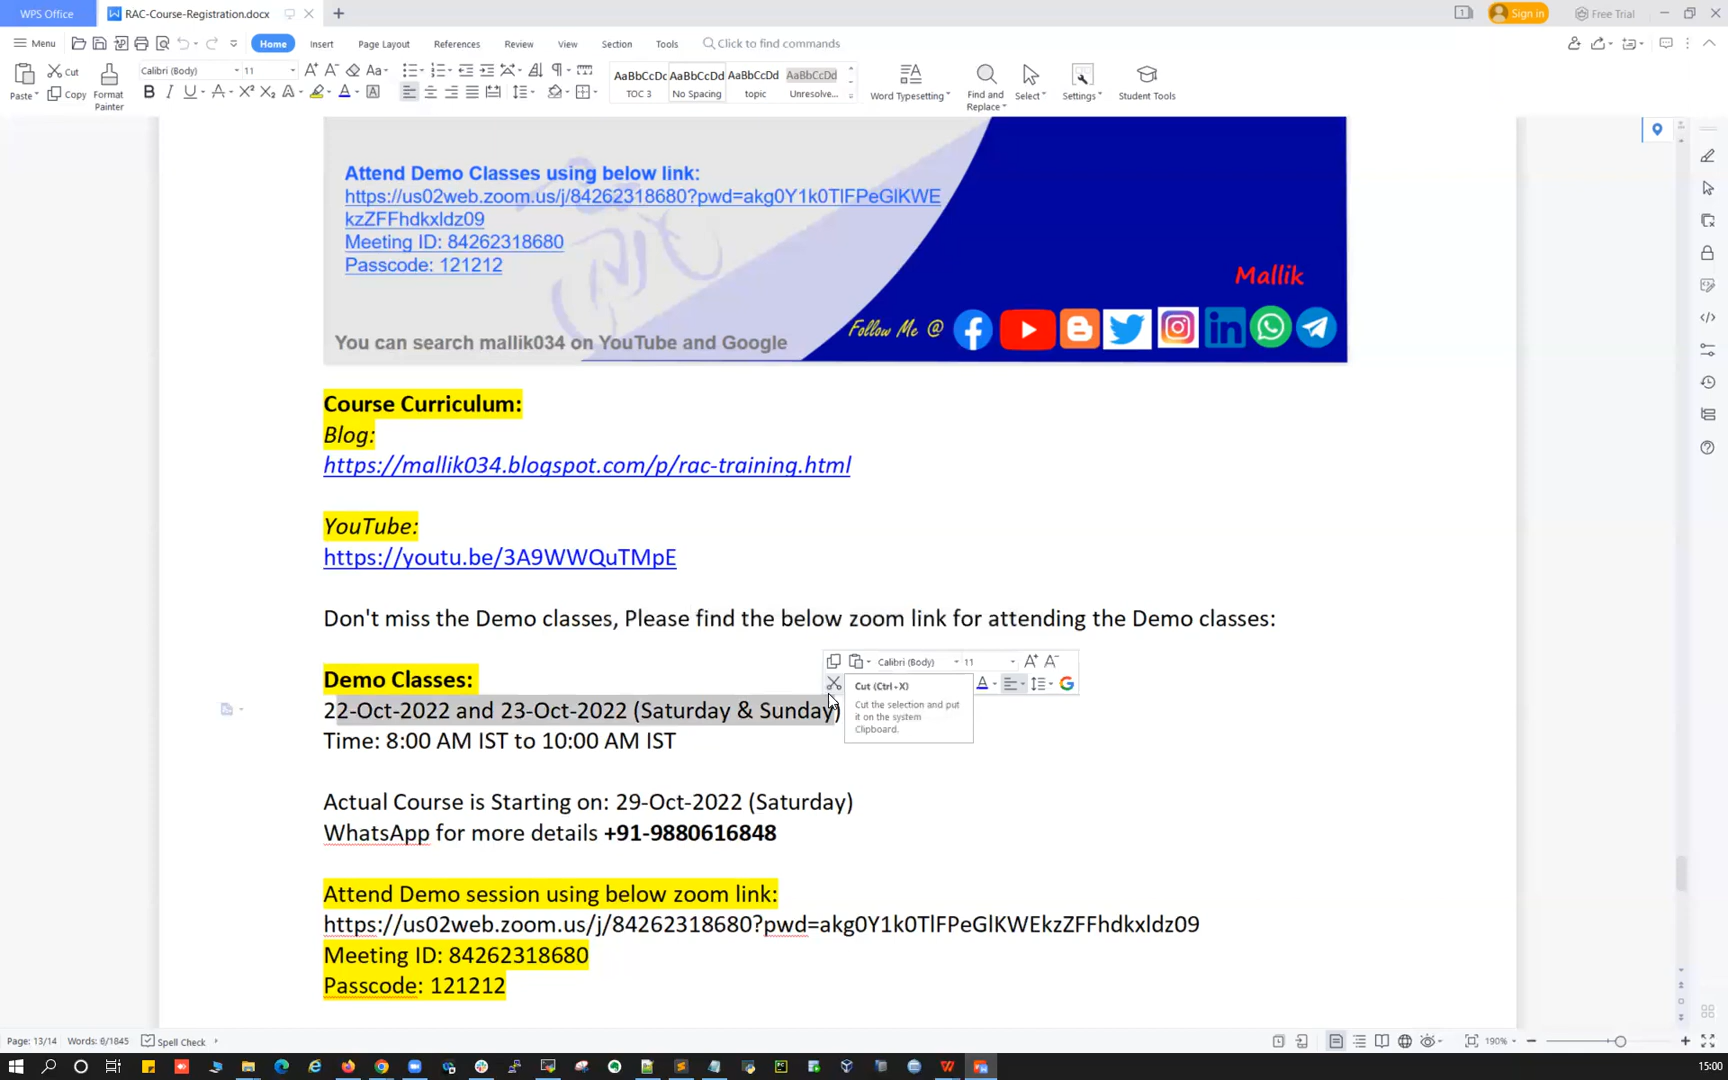 WPS Office
RAC-Course-Registration.docx
Sign in
Free Trial
Menu
Home
Insert
Page Layout
References
Review
View
Section
Tools
Click to find commands
Paste
Cut
Copy
Format
Painter
Calibri (Body)
11
AaBbCcDc
TOC 3
AaBbCcDd
No Spacing
AaBbCcDd
topic
AaBbCcDd
Unresolve...
Word Typesetting
Find and
Replace
Select
Settings
Student Tools
Attend Demo Classes using below link:
https://us02web.zoom.us/j/84262318680?pwd=akg0Y1k0TlFPeGlKWE
kzZFFhdkxldz09
Meeting ID: 84262318680
Passcode: 121212
Mallik
Follow Me @
You can search mallik034 on YouTube and Google
Course Curriculum:
Blog:
https://mallik034.blogspot.com/p/rac-training.html
YouTube:
https://youtu.be/3A9WWQuTMpE
Don't miss the Demo classes, Please find the below zoom link for attending the Demo classes:
Demo Classes:
22-Oct-2022 and 23-Oct-2022 (Saturday & Sunday)
Time: 8:00 AM IST to 10:00 AM IST
Calibri (Body)
11
Cut (Ctrl+X)
Cut the selection and put
it on the system
Clipboard.
Actual Course is Starting on: 29-Oct-2022 (Saturday)
WhatsApp for more details +91-9880616848
Attend Demo session using below zoom link:
https://us02web.zoom.us/j/84262318680?pwd=akg0Y1k0TlFPeGlKWEkzZFFhdkxldz09
Meeting ID: 84262318680
Passcode: 121212
Page: 13/14
Words: 6/1845
Spell Check
190%
15:00